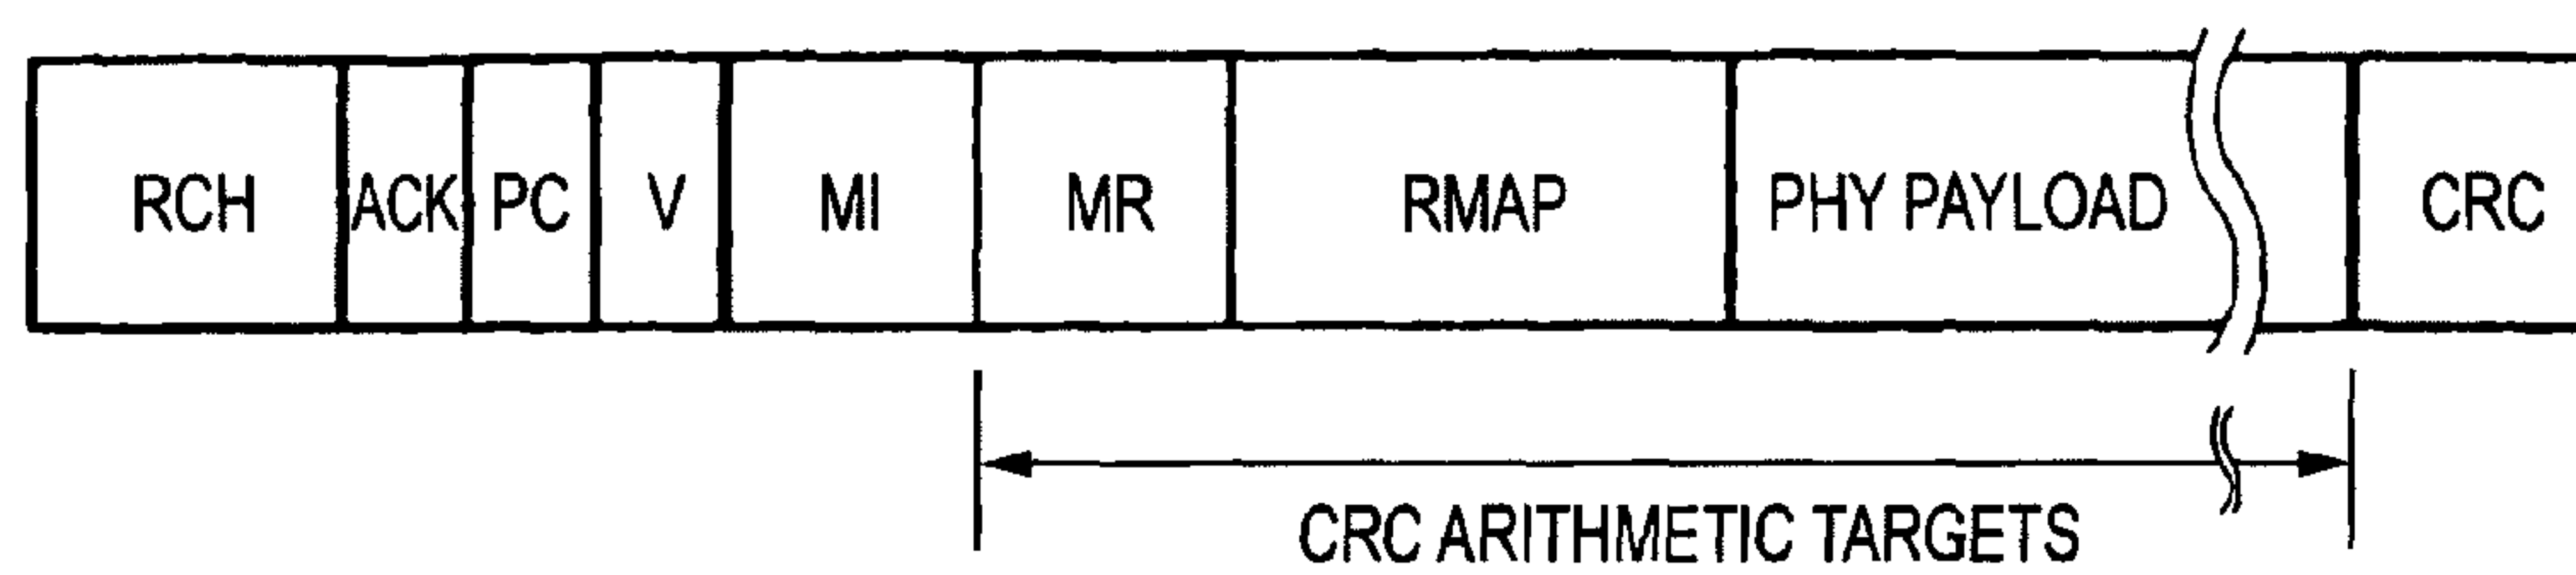 RCH ACK PC V MI MR RMAP PHY PAYLOAD CRC
CRC ARITHMETIC TARGETS